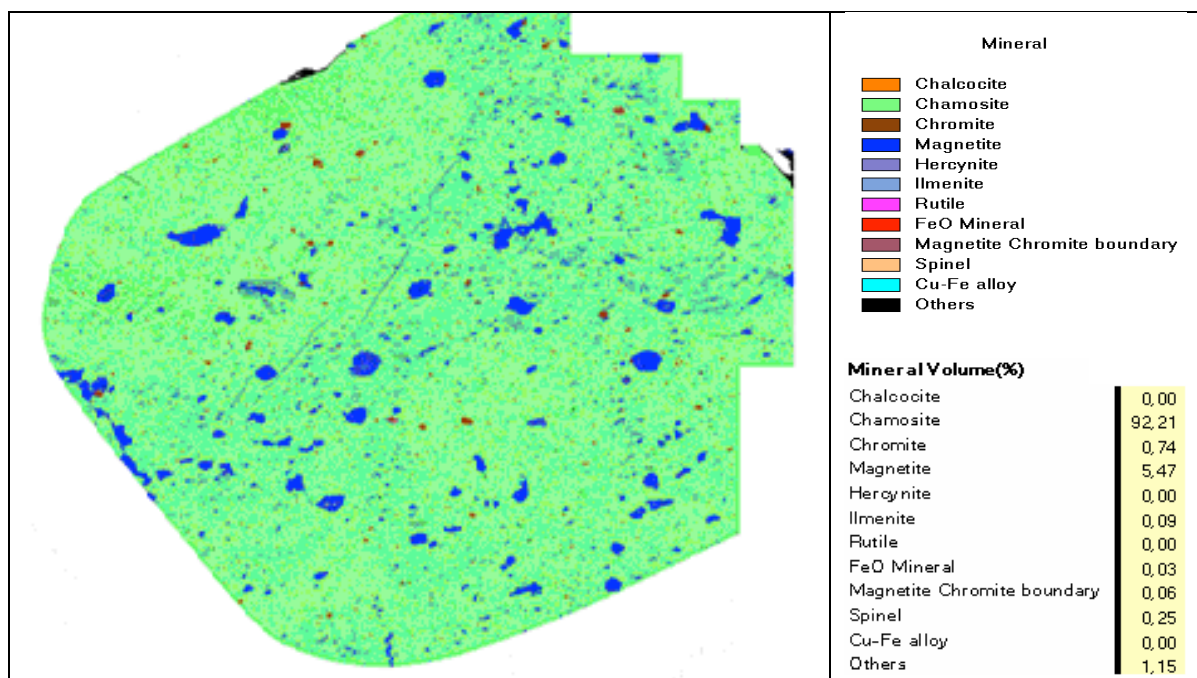 Mineral
Chalcocite
Chamosite
Chromite
Magnetite
Hercynite
Ilmenite
Rutile
FeO Mineral
Magnetite Chromite boundary
Spinel
Cu-Fe alloy
Others
Mineral Volume(%)
Chalcocite 0,00
Chamosite 92,21
Chromite 0,74
Magnetite 5,47
Hercynite 0,00
Ilmenite 0,09
Rutile 0,00
FeO Mineral 0,03
Magnetite Chromite boundary 0,06
Spinel 0,25
Cu-Fe alloy 0,00
Others 1,15